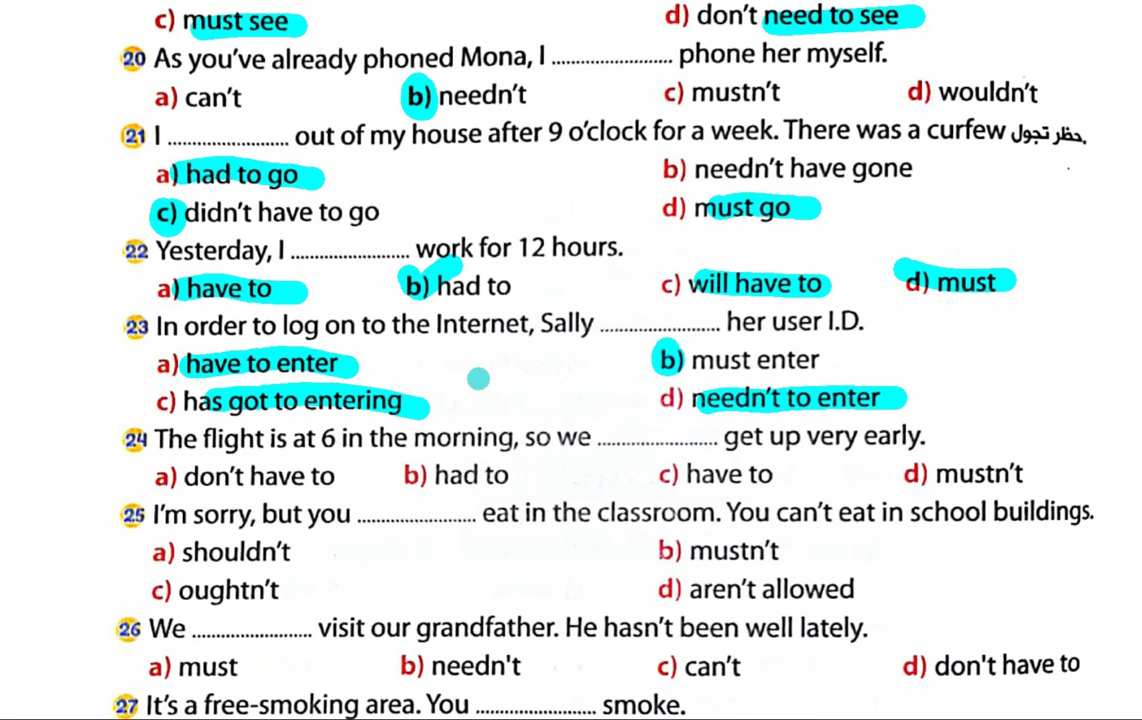 c) must see d) don't need to see
20 As you've already phoned Mona, I ........................ phone her myself.
a) can't b) needn't c) mustn't d) wouldn't
21 I ........................ out of my house after 9 o'clock for a week. There was a curfew حظر تجول.
a) had to go b) needn't have gone
c) didn't have to go d) must go
22 Yesterday, I ........................ work for 12 hours.
a) have to b) had to c) will have to d) must
23 In order to log on to the Internet, Sally ........................ her user I.D.
a) have to enter b) must enter
c) has got to entering d) needn't to enter
24 The flight is at 6 in the morning, so we ........................ get up very early.
a) don't have to b) had to c) have to d) mustn't
25 I'm sorry, but you ........................ eat in the classroom. You can't eat in school buildings.
a) shouldn't b) mustn't
c) oughtn't d) aren't allowed
26 We ........................ visit our grandfather. He hasn't been well lately.
a) must b) needn't c) can't d) don't have to
27 It's a free-smoking area. You ........................ smoke.